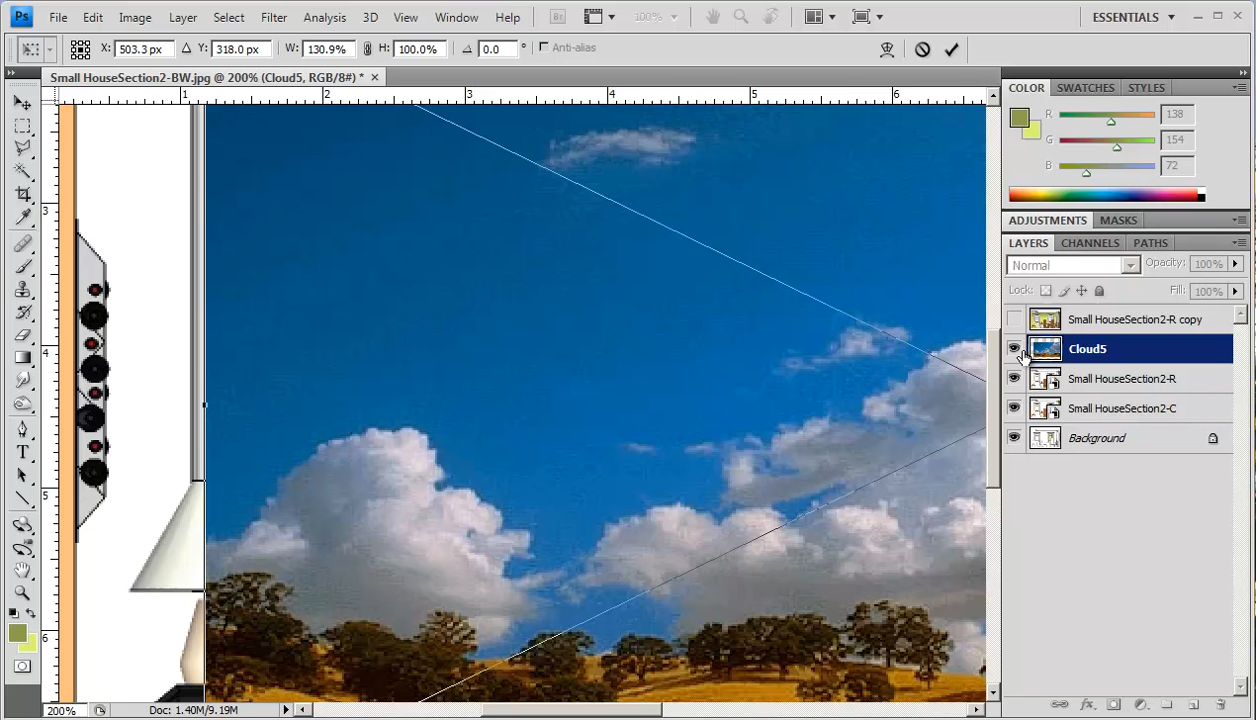 Ps File Edit Image Layer Select Filter Analysis 3D View Window Help Br 100% ESSENTIALS
X: 503.3 px Y: 318.0 px W: 130.9% H: 100.0% 0.0 ° Anti-alias
Small HouseSection2-BW.jpg @ 200% (Cloud5, RGB/8#) * ×
1 2 3 4 5 6
3
4
5
6
COLOR SWATCHES STYLES
R 138
G 154
B 72
ADJUSTMENTS MASKS
LAYERS CHANNELS PATHS
Normal Opacity: 100%
Lock: Fill: 100%
Small HouseSection2-R copy
Cloud5
Small HouseSection2-R
Small HouseSection2-C
Background
T
200% Doc: 1.40M/9.19M
fx